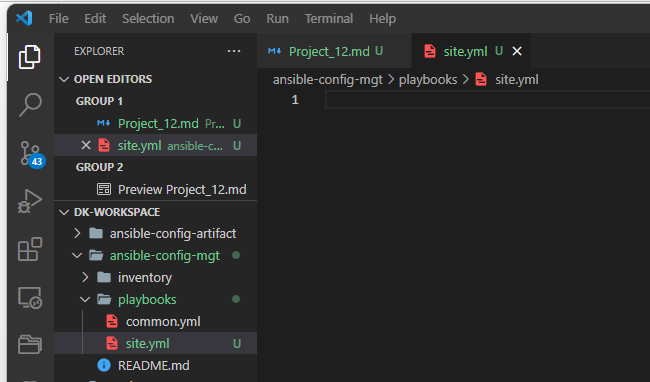 File Edit Selection View Go Run Terminal Help
EXPLORER ···
Project_12.md U site.yml U
OPEN EDITORS
ansible-config-mgt > playbooks > site.yml
GROUP 1
1
Project_12.md Pr... U
site.yml ansible-c... U
43
GROUP 2
Preview Project_12.md
DK-WORKSPACE
ansible-config-artifact
ansible-config-mgt
inventory
playbooks
common.yml
site.yml U
README.md